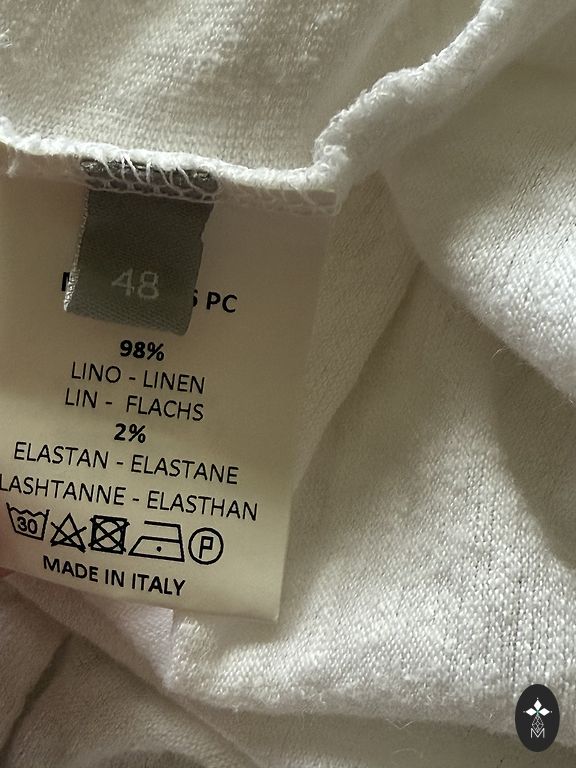 48
PC
98%
LINO - LINEN
LIN - FLACHS
2%
ELASTAN - ELASTANE
LASHTANNE - ELASTHAN
30
P
MADE IN ITALY
M